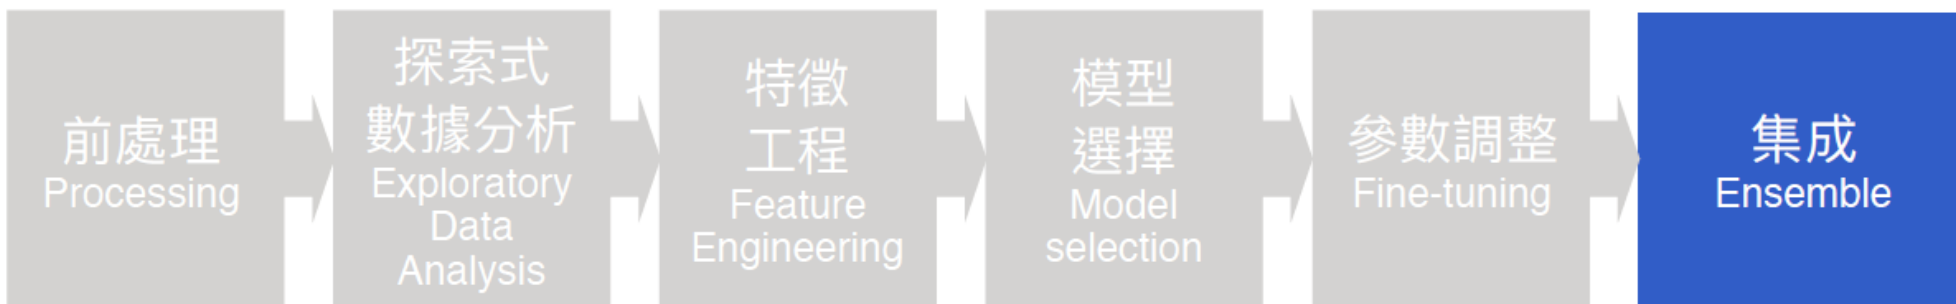 前處理
Processing
探索式
數據分析
Exploratory
Data
Analysis
特徵
工程
Feature
Engineering
模型
選擇
Model
selection
參數調整
Fine-tuning
集成
Ensemble